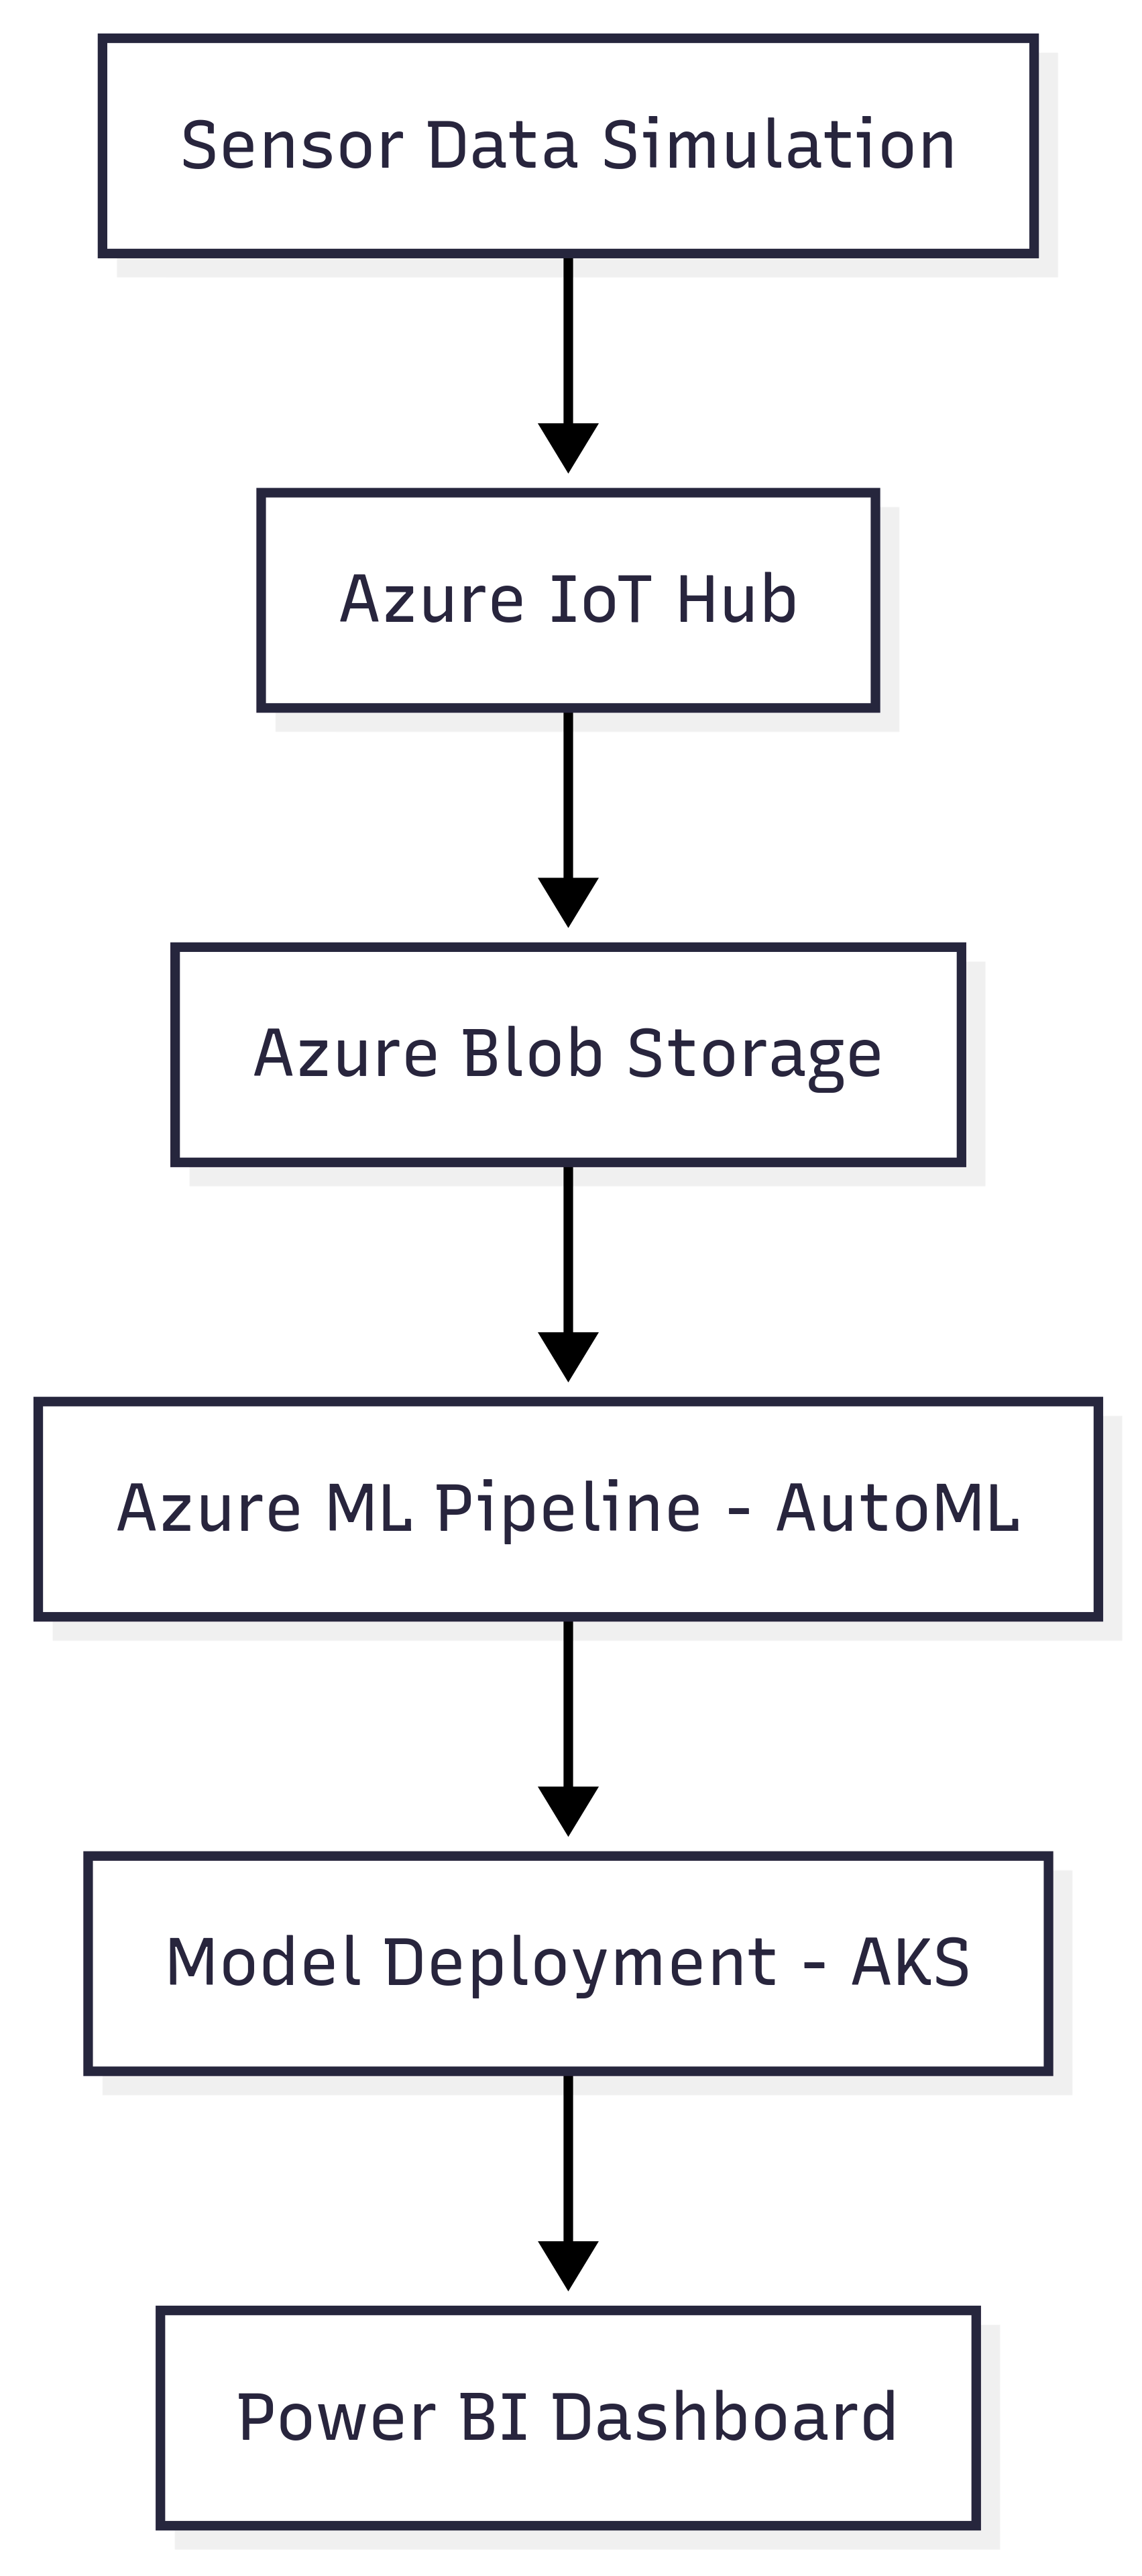 Sensor Data Simulation
Azure IoT Hub
Azure Blob Storage
Azure ML Pipeline - AutoML
Model Deployment - AKS
Power BI Dashboard